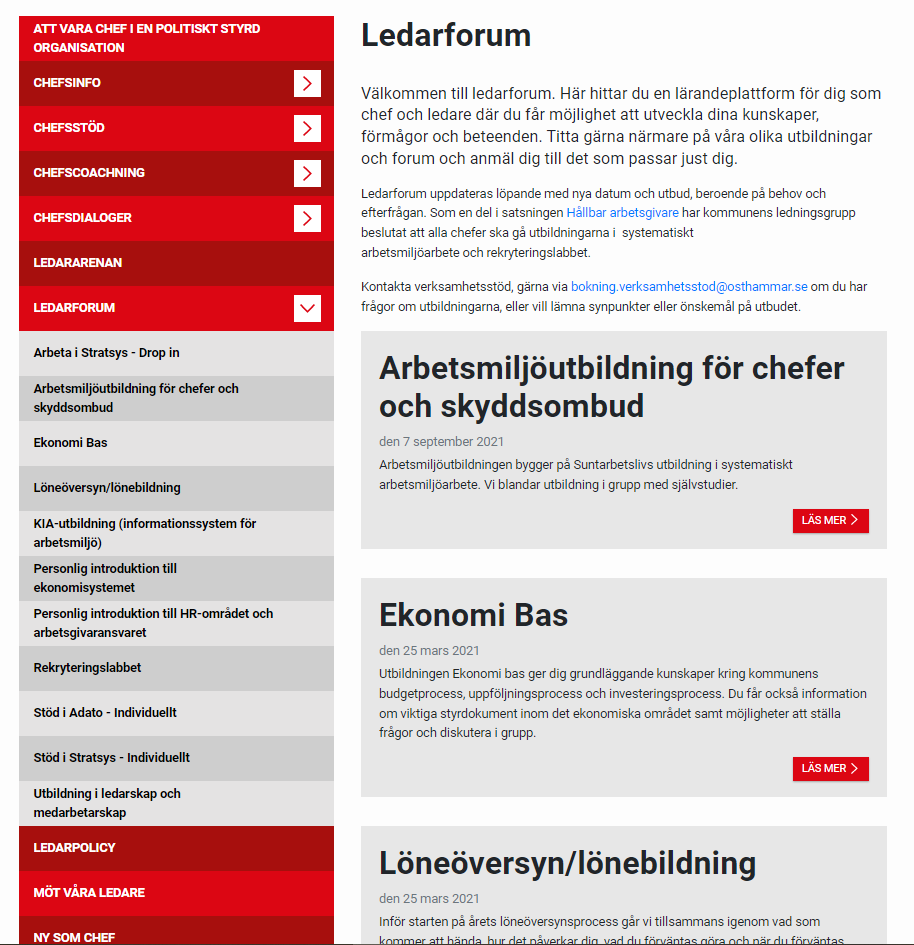 ATT VARA CHEF I EN POLITISKT STYRD
ORGANISATION
CHEFSINFO
CHEFSSTÖD
CHEFSCOACHNING
CHEFSDIALOGER
LEDARARENAN
LEDARFORUM
Arbeta i Stratsys - Drop in
Arbetsmiljöutbildning för chefer och
skyddsombud
Ekonomi Bas
Löneöversyn/lönebildning
KIA-utbildning (informationssystem för
arbetsmiljö)
Personlig introduktion till
ekonomisystemet
Personlig introduktion till HR-området och
arbetsgivaransvaret
Rekryteringslabbet
Stöd i Adato - Individuellt
Stöd i Stratsys - Individuellt
Utbildning i ledarskap och
medarbetarskap
LEDARPOLICY
MÖT VÅRA LEDARE
NY SOM CHEF
Ledarforum
Välkommen till ledarforum. Här hittar du en lärandeplattform för dig som
chef och ledare där du får möjlighet att utveckla dina kunskaper,
förmågor och beteenden. Titta gärna närmare på våra olika utbildningar
och forum och anmäl dig till det som passar just dig.
Ledarforum uppdateras löpande med nya datum och utbud, beroende på behov och
efterfrågan. Som en del i satsningen Hållbar arbetsgivare har kommunens ledningsgrupp
beslutat att alla chefer ska gå utbildningarna i  systematiskt
arbetsmiljöarbete och rekryteringslabbet.
Kontakta verksamhetsstöd, gärna via bokning.verksamhetsstod@osthammar.se om du har
frågor om utbildningarna, eller vill lämna synpunkter eller önskemål på utbudet.
Arbetsmiljöutbildning för chefer
och skyddsombud
den 7 september 2021
Arbetsmiljöutbildningen bygger på Suntarbetslivs utbildning i systematiskt
arbetsmiljöarbete. Vi blandar utbildning i grupp med självstudier.
LÄS MER
Ekonomi Bas
den 25 mars 2021
Utbildningen Ekonomi bas ger dig grundläggande kunskaper kring kommunens
budgetprocess, uppföljningsprocess och investeringsprocess. Du får också information
om viktiga styrdokument inom det ekonomiska området samt möjligheter att ställa
frågor och diskutera i grupp.
LÄS MER
Löneöversyn/lönebildning
den 25 mars 2021
Inför starten på årets löneöversynsprocess går vi tillsammans igenom vad som
kommer att hända, hur det påverkar dig, vad du förväntas göra och när du förväntas